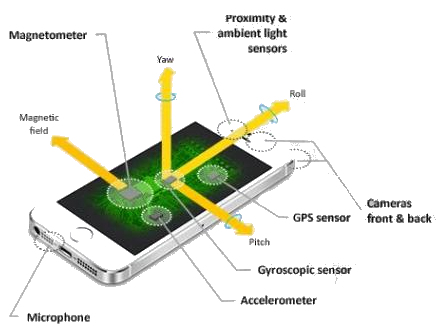 Proximity &
ambient light
sensors
Magnetometer
Yaw
Roll
Magnetic
field
Cameras
front & back
GPS sensor
Pitch
Gyroscopic sensor
Accelerometer
Microphone